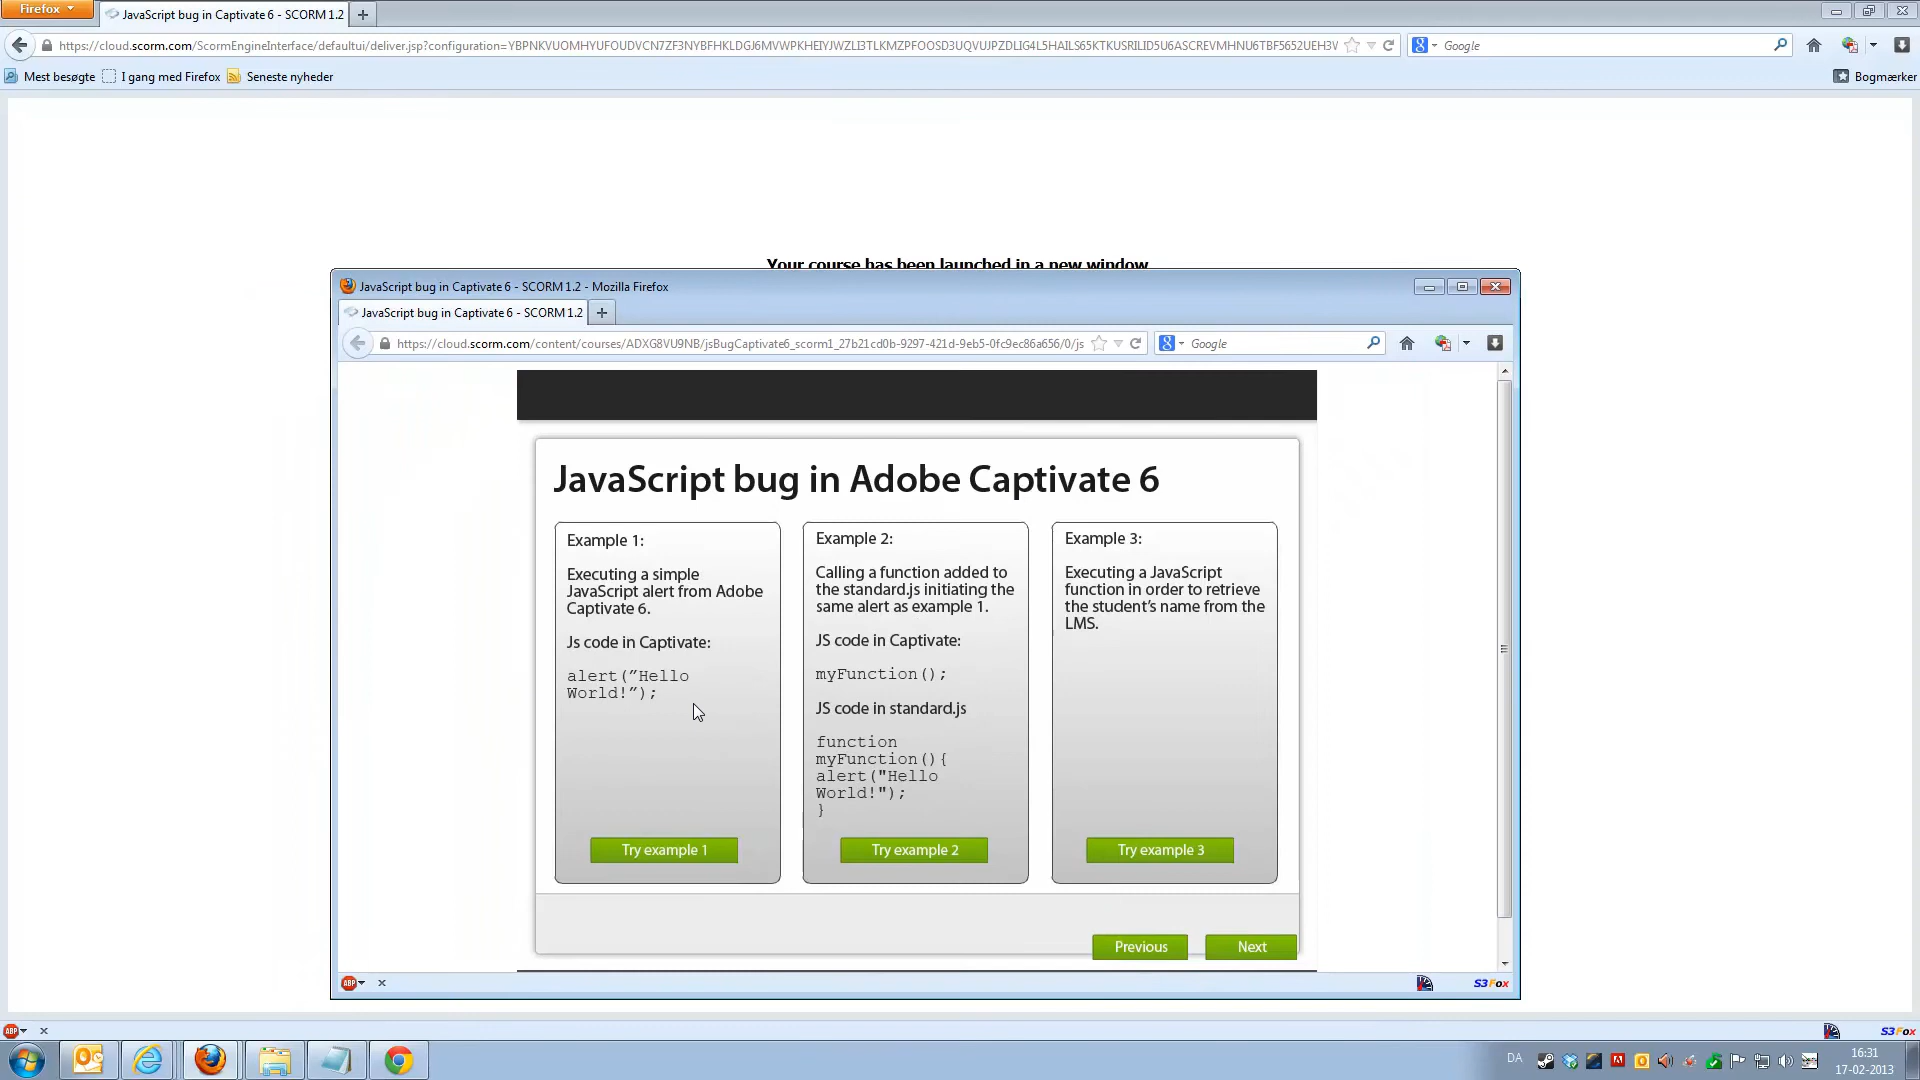 Firefox
JavaScript bug in Captivate 6 - SCORM 1.2
https://cloud.scorm.com/ScormEngineInterface/defaultui/deliver.jsp?configuration=YBPNKVUOMHYUFOUDVCN7ZF3NYBFHKLDGJ6MVWPKHEIYJWZLI3TLKMZPFOOSD3UQVUJPZDLIG4L5HAILS65KTKUSRILID5U6ASCREVMHNU6TBF5652UEH3V
Google
Mest besøgte
I gang med Firefox
Seneste nyheder
Bogmærker
Your course has been launched in a new window
JavaScript bug in Captivate 6 - SCORM 1.2 - Mozilla Firefox
JavaScript bug in Captivate 6 - SCORM 1.2
https://cloud.scorm.com/content/courses/ADXG8VU9NB/jsBugCaptivate6_scorm1_27b21cd0b-9297-421d-9eb5-0fc9ec86a656/0/js
Google
JavaScript bug in Adobe Captivate 6
Example 1:
Executing a simple
JavaScript alert from Adobe
Captivate 6.
Js code in Captivate:
alert(”Hello
World!”);
Try example 1
Example 2:
Calling a function added to
the standard.js initiating the
same alert as example 1.
JS code in Captivate:
myFunction();
JS code in standard.js
function
myFunction(){
alert("Hello
World!");
}
Try example 2
Example 3:
Executing a JavaScript
function in order to retrieve
the student’s name from the
LMS.
Try example 3
Previous
Next
ABP
S3Fox
ABP
S3Fox
DA
16:31
17-02-2013